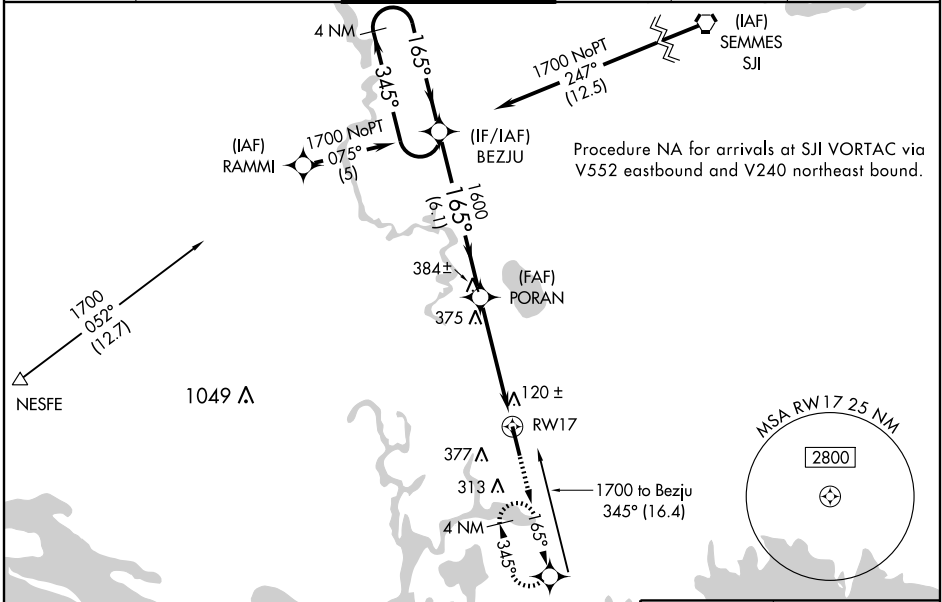 4 NM
165°
345°
(IAF)
SEMMES
SJI
1700 NoPT
247°
(12.5)
(IAF)
RAMMI
1700 NoPT
075°
(5)
(IF/IAF)
BEZJU
Procedure NA for arrivals at SJI VORTAC via
V552 eastbound and V240 northeast bound.
1600
165°
(6.1)
384±
(FAF)
PORAN
375
1700
052°
(12.7)
NESFE
1049
120 ±
RW17
377
313
MSA RW17 25 NM
2800
1700 to Bezju
345° (16.4)
4 NM
165°
345°